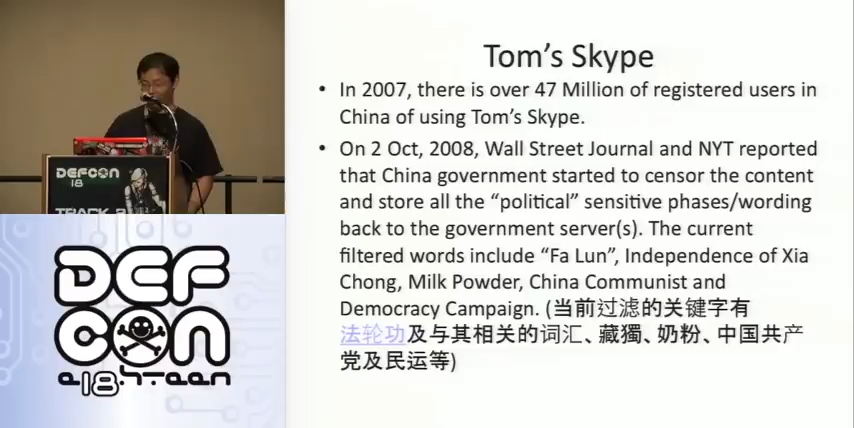 DEFCON
18
TRACK
DEF
CON
e18hteen
Tom's Skype
• In 2007, there is over 47 Million of registered users in
China of using Tom's Skype.
• On 2 Oct, 2008, Wall Street Journal and NYT reported
that China government started to censor the content
and store all the “political” sensitive phases/wording
back to the government server(s). The current
filtered words include “Fa Lun”, Independence of Xia
Chong, Milk Powder, China Communist and
Democracy Campaign. (当前过滤的关键字有
法轮功及与其相关的词汇、藏獨、奶粉、中国共产
党及民运等)